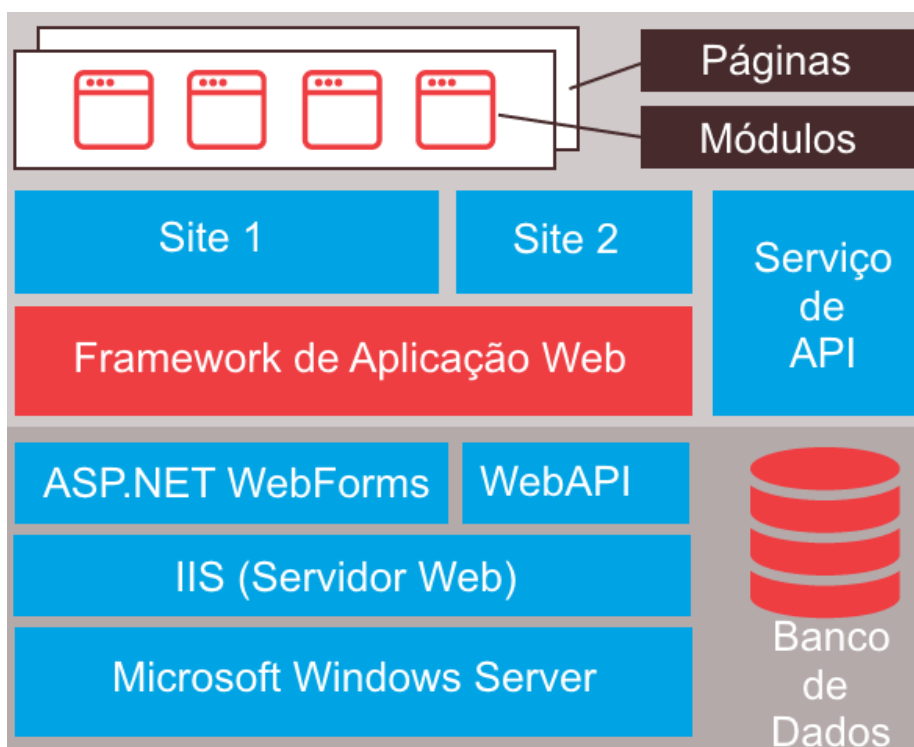 Páginas
Módulos
Site 1
Site 2
Serviço
de
API
Framework de Aplicação Web
ASP.NET WebForms
WebAPI
IIS (Servidor Web)
Microsoft Windows Server
Banco
de
Dados